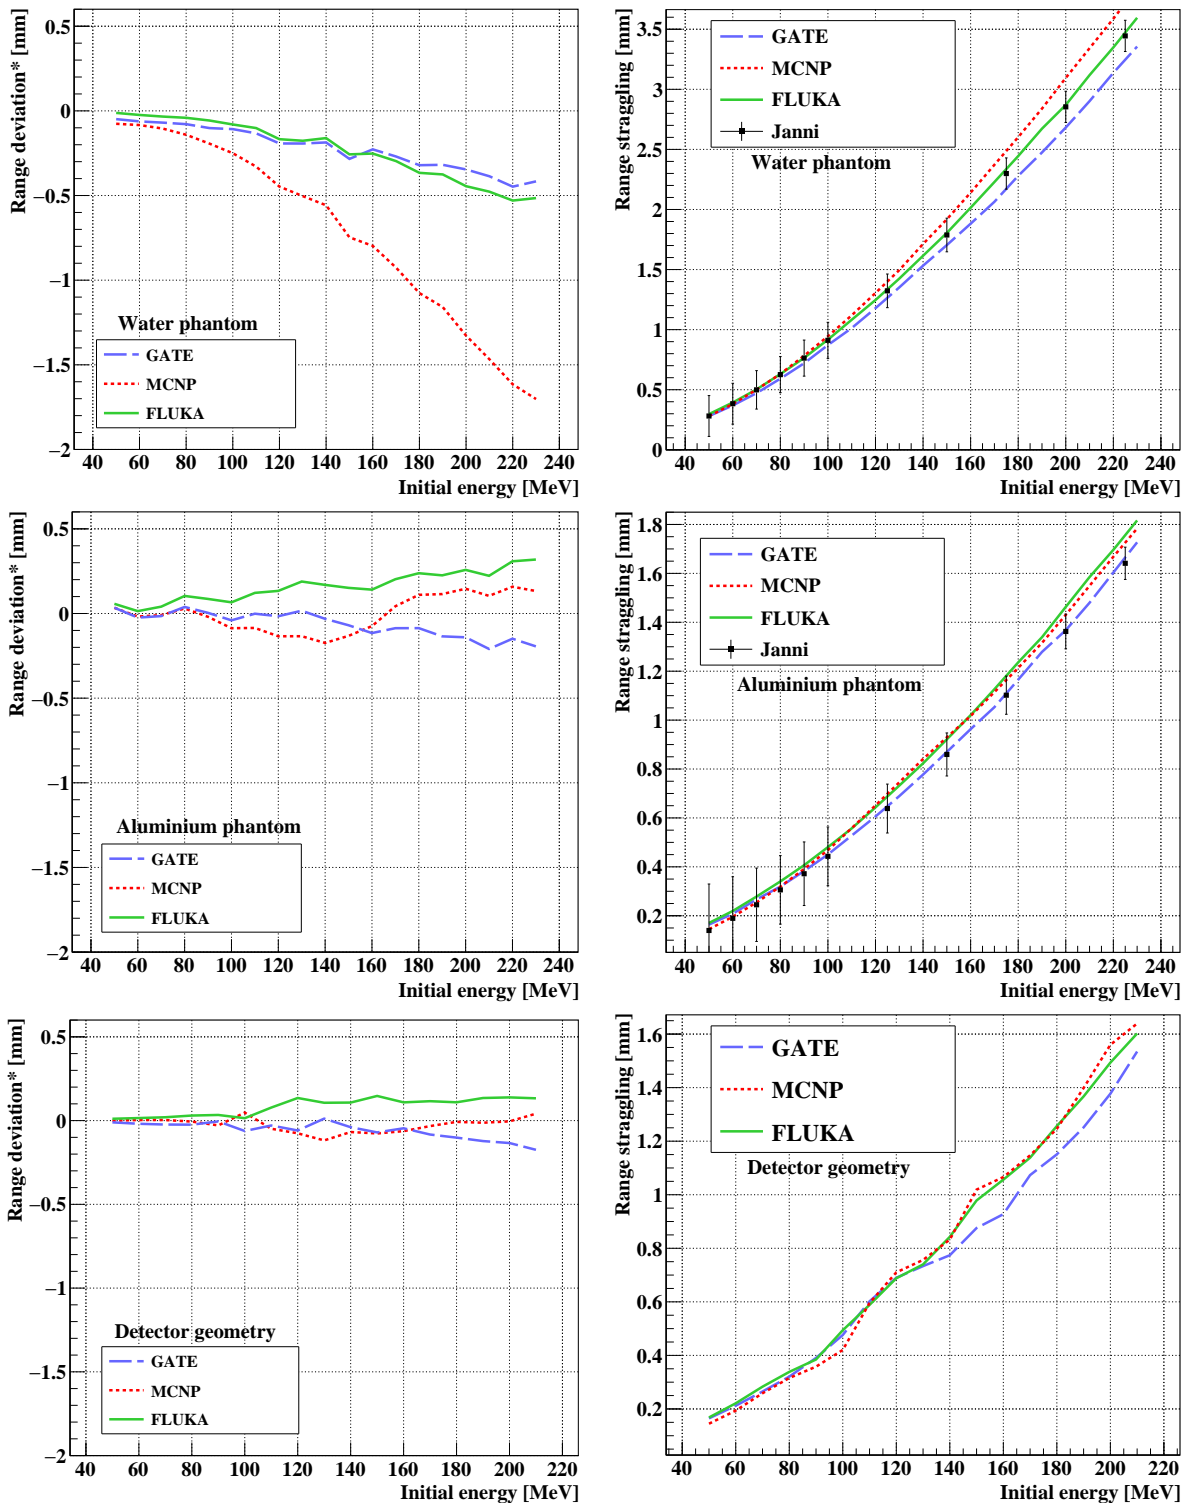 Range deviation* [mm]
0.5
0
−0.5
−1
−1.5
−2
Water phantom
GATE
MCNP
FLUKA
40 60 80 100 120 140 160 180 200 220 240
Initial energy [MeV]
Range straggling [mm]
3.5
3
2.5
2
1.5
1
0.5
0
GATE
MCNP
FLUKA
Janni
Water phantom
40 60 80 100 120 140 160 180 200 220 240
Initial energy [MeV]
Range deviation* [mm]
0.5
0
−0.5
−1
−1.5
−2
Aluminium phantom
GATE
MCNP
FLUKA
40 60 80 100 120 140 160 180 200 220 240
Initial energy [MeV]
Range straggling [mm]
1.8
1.6
1.4
1.2
1
0.8
0.6
0.4
0.2
GATE
MCNP
FLUKA
Janni
Aluminium phantom
40 60 80 100 120 140 160 180 200 220 240
Initial energy [MeV]
Range deviation* [mm]
0.5
0
−0.5
−1
−1.5
−2
Detector geometry
GATE
MCNP
FLUKA
40 60 80 100 120 140 160 180 200 220
Initial energy [MeV]
Range straggling [mm]
1.6
1.4
1.2
1
0.8
0.6
0.4
0.2
GATE
MCNP
FLUKA
Detector geometry
40 60 80 100 120 140 160 180 200 220
Initial energy [MeV]